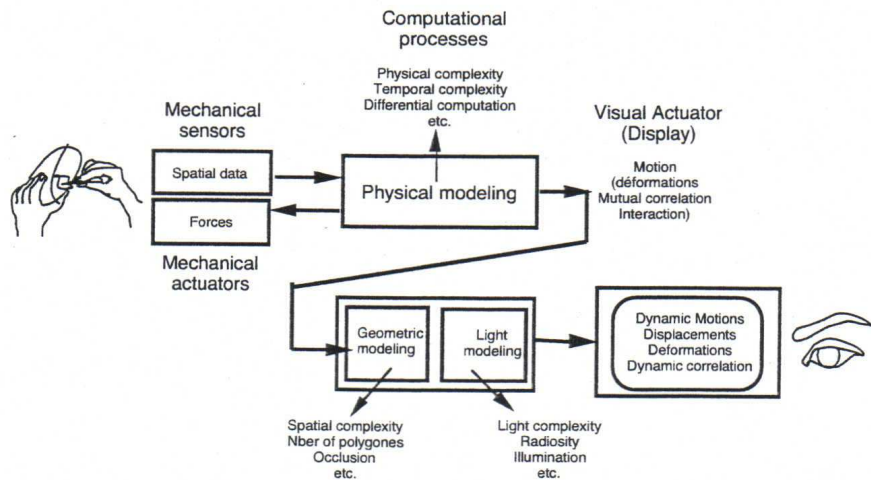 Computational
processes
Physical complexity
Temporal complexity
Differential computation
etc.
Mechanical
sensors
Visual Actuator
(Display)
Spatial data
Physical modeling
Motion
(déformations
Mutual correlation
Interaction)
Forces
Mechanical
actuators
Geometric
modeling
Light
modeling
Dynamic Motions
Displacements
Deformations
Dynamic correlation
Spatial complexity
Nber of polygones
Occlusion
etc.
Light complexity
Radiosity
Illumination
etc.